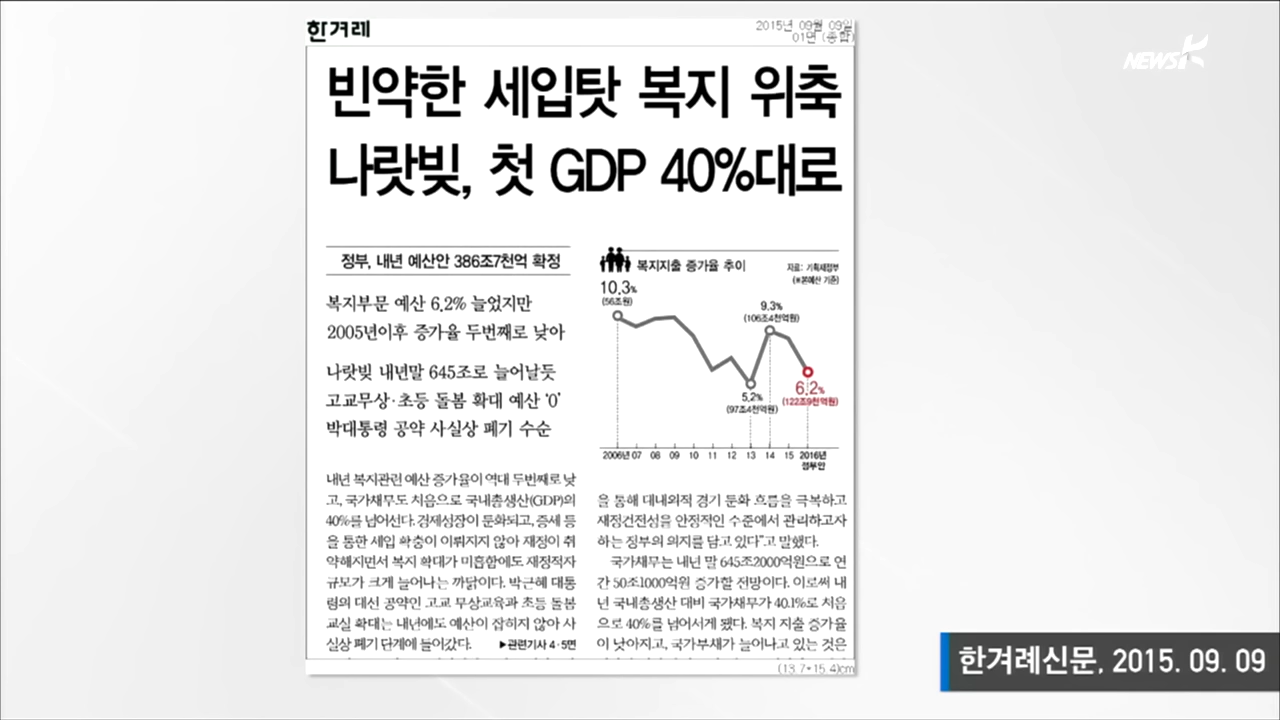 한겨레
2015년 09월 09일
01면 (종합)
NEWS K
빈약한 세입탓 복지 위축
나랏빚, 첫 GDP 40%대로
정부, 내년 예산안 386조7천억 확정
복지부문 예산 6.2% 늘었지만
2005년이후 증가율 두번째로 낮아
나랏빚 내년말 645조로 늘어날듯
고교무상·초등 돌봄 확대 예산 ‘0’
박대통령 공약 사실상 폐기 수순
복지지출 증가율 추이
자료: 기획재정부
(※본예산 기준)
10.3%
(56조원)
9.3%
(106조4천억원)
5.2%
(97조4천억원)
6.2%
(122조9천억원)
2006년 07 08 09 10 11 12 13 14 15 2016년
정부안
내년 복지관련 예산 증가율이 역대 두번째로 낮
고, 국가채무도 처음으로 국내총생산(GDP)의
40%를 넘어선다. 경제성장이 둔화되고, 증세 등
을 통한 세입 확충이 이뤄지지 않아 재정이 취
약해지면서 복지 확대가 미흡함에도 재정적자
규모가 크게 늘어나는 까닭이다. 박근혜 대통
령의 대선 공약인 고교 무상교육과 초등 돌봄
교실 확대는 내년에도 예산이 잡히지 않아 사
실상 폐기 단계에 들어갔다. ▶관련기사 4·5면
을 통해 대내외적 경기 둔화 흐름을 극복하고
재정건전성을 안정적인 수준에서 관리하고자
하는 정부의 의지를 담고 있다”고 말했다.
국가채무는 내년 말 645조2000억원으로 연
간 50조1000억원 증가할 전망이다. 이로써 내
년 국내총생산 대비 국가채무가 40.1%로 처음
으로 40%를 넘어서게 됐다. 복지 지출 증가율
이 낮아지고, 국가부채가 늘어나고 있는 것은
(13.7*15.4)cm
한겨레신문, 2015. 09. 09